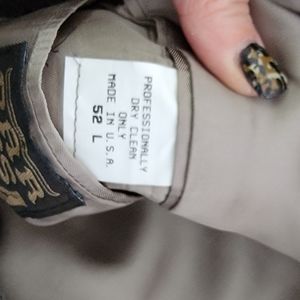 PROFESSIONALLY
DRY CLEAN
ONLY
MADE IN U.S.A.
52 L